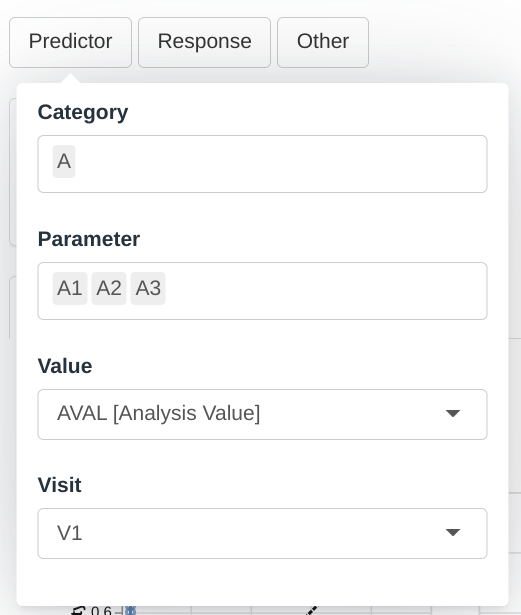 Predictor Response Other
Category
A
Parameter
A1 A2 A3
Value
AVAL [Analysis Value]
Visit
V1
0.6